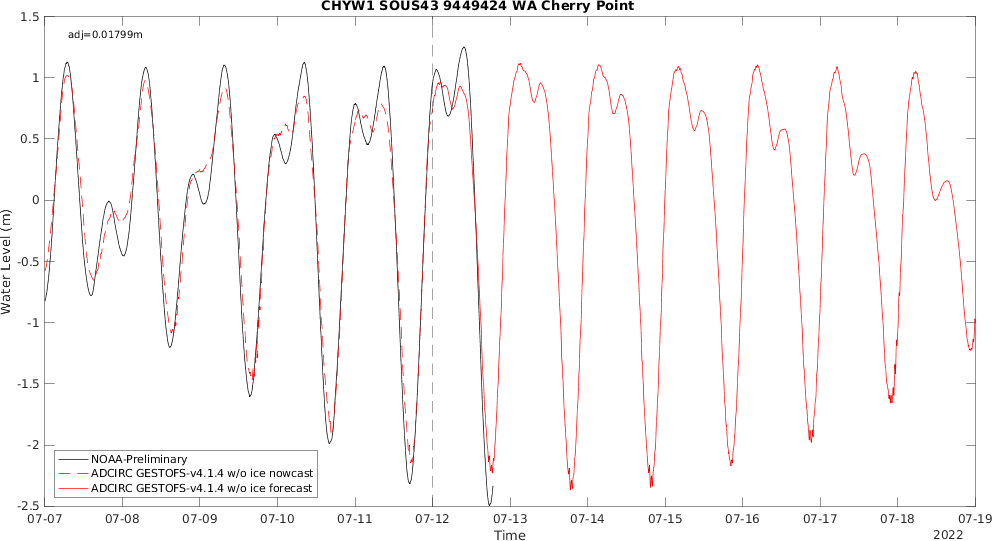 CHYW1 SOUS43 9449424 WA Cherry Point
adj=0.01799m
1.5
1
0.5
0
-0.5
-1
-1.5
-2
-2.5
Water Level (m)
NOAA-Preliminary
ADCIRC GESTOFS-v4.1.4 w/o ice nowcast
ADCIRC GESTOFS-v4.1.4 w/o ice forecast
07-07 07-08 07-09 07-10 07-11 07-12 07-13 07-14 07-15 07-16 07-17 07-18 07-19
Time
2022